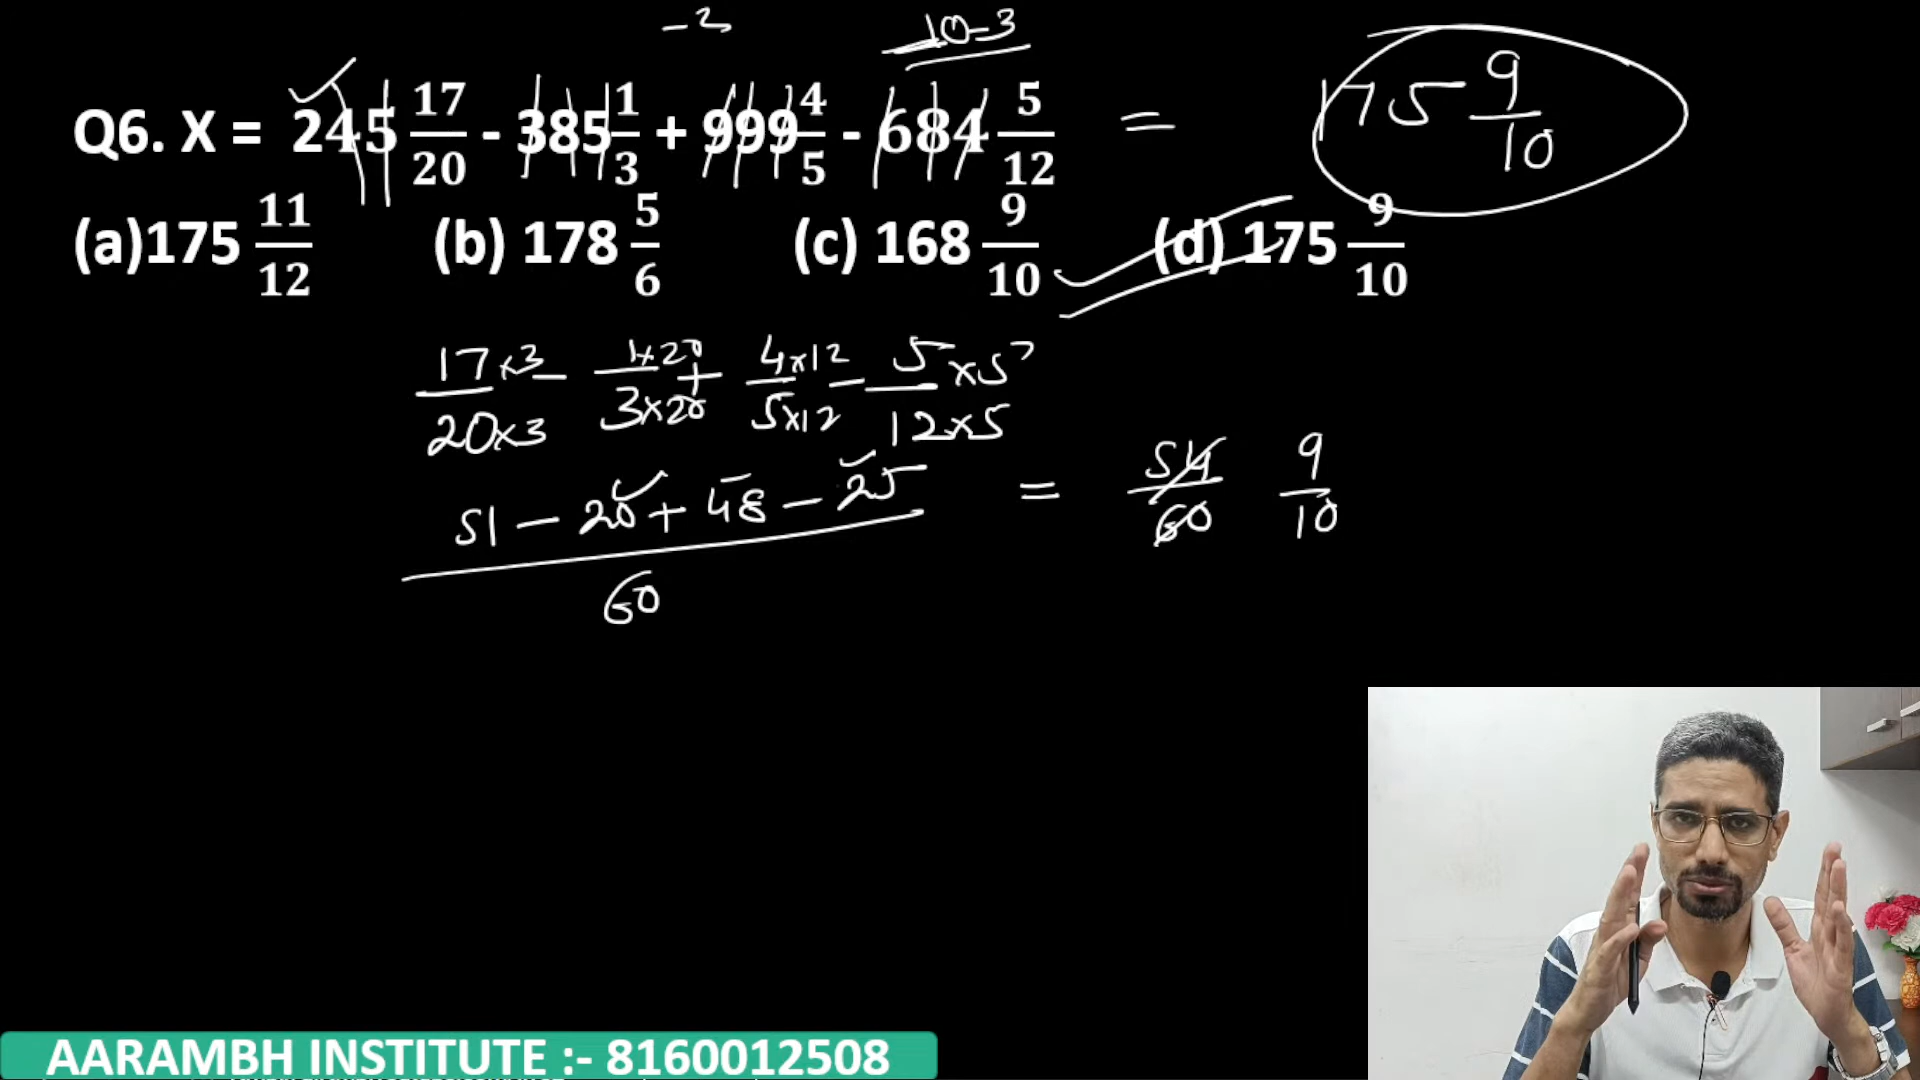 -2 10-3
Q6. X = 245 17/20 - 385 1/3 + 999 4/5 - 684 5/12 = 175 9/10
(a)175 11/12 (b) 178 5/6 (c) 168 9/10 (d) 175 9/10
17×3/20×3 - 1×20/3×20 + 4×12/5×12 - 5×5/12×5
51 - 20 + 48 - 25 / 60 = 54/60 9/10
AARAMBH INSTITUTE :- 8160012508